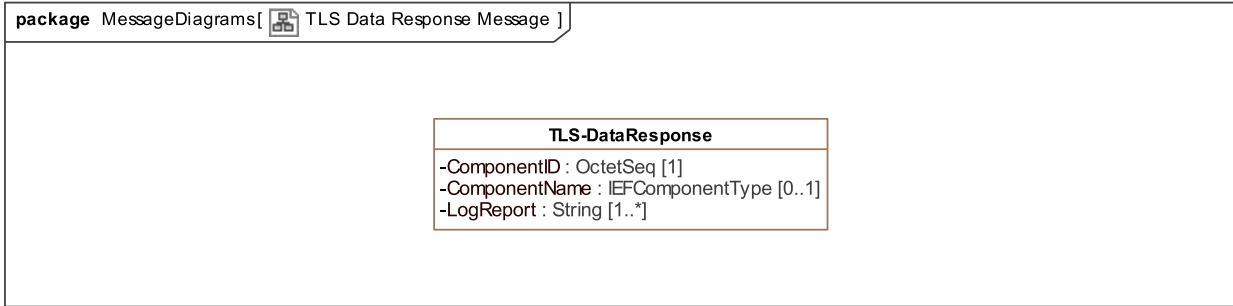 package MessageDiagrams[ TLS Data Response Message ]
TLS-DataResponse
-ComponentID : OctetSeq [1]
-ComponentName : IEFComponentType [0..1]
-LogReport : String [1..*]